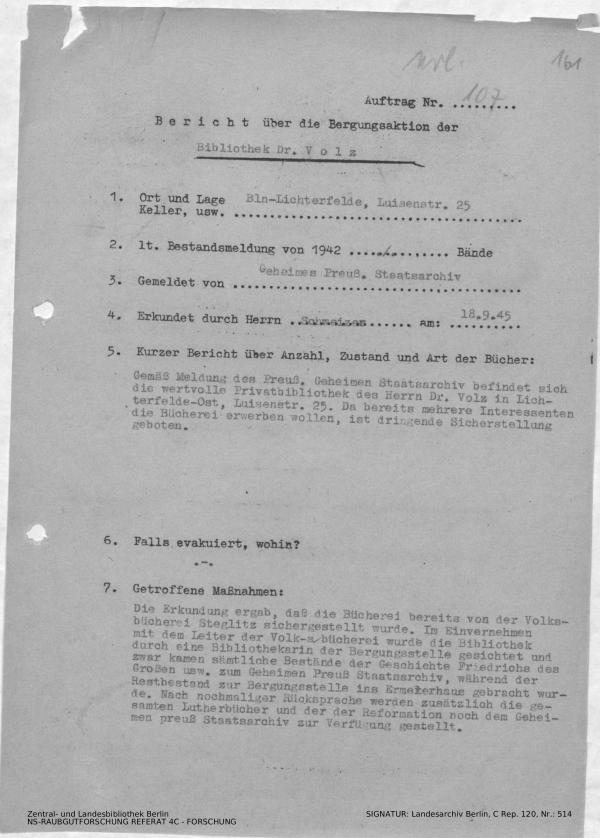 vrl.
161
Auftrag Nr. 107
B e r i c h t über die Bergungsaktion der
Bibliothek Dr. V o l z
1. Ort und Lage Bln-Lichterfelde, Luisenstr. 25
Keller, usw. ........................................
2. lt. Bestandsmeldung von 1942 ....-/-......... Bände
Geheimes Preuß. Staatsarchiv
3. Gemeldet von ........................................
18.9.45
4. Erkundet durch Herrn ..Schweizer...... am: ..........
5. Kurzer Bericht über Anzahl, Zustand und Art der Bücher:
Gemäß Meldung des Preuß. Geheimen Staatsarchiv befindet sich
die wertvolle Privatbibliothek des Herrn Dr. Volz in Lich-
terfelde-Ost, Luisenstr. 25. Da bereits mehrere Interessenten
die Bücherei erwerben wollen, ist dringende Sicherstellung
geboten.
6. Falls evakuiert, wohin?
.-.
7. Getroffene Maßnahmen:
Die Erkundung ergab, daß die Bücherei bereits von der Volks-
bücherei Steglitz sichergestellt wurde. Im Einvernehmen
mit dem Leiter der Volk-s/bücherei wurde die Bibliothek
durch eine Bibliothekarin der Bergungsstelle gesichtet und
zwar kamen sämtliche Bestände der Geschichte Friedrichs des
Großen usw. zum Geheimen Preuß Staatsarchiv, während der
Restbestand zur Bergungsstelle ins Ermelerhaus gebracht wur-
de. Nach nochmaliger Rücksprache werden zusätzlich die ge-
samten Lutherbücher und der der Reformation noch dem Gehei-
men preuß Staatsarchiv zur Verfügung gestellt.
Zentral- und Landesbibliothek Berlin
NS-RAUBGUTFORSCHUNG REFERAT 4C - FORSCHUNG
SIGNATUR: Landesarchiv Berlin, C Rep. 120, Nr.: 514